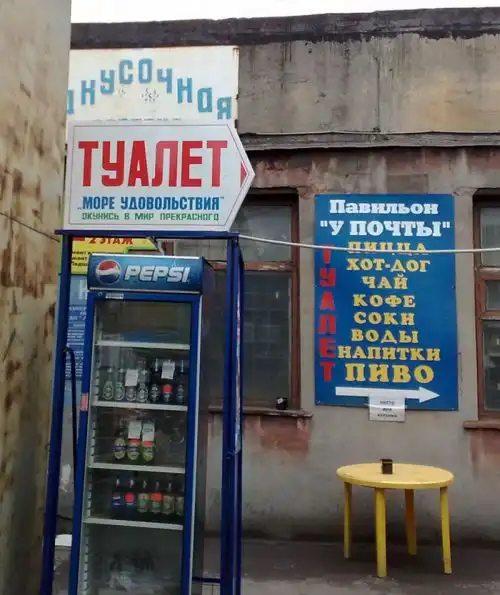 ТУАЛЕТ
"МОРЕ УДОВОЛЬСТВИЯ"
ОКУНИСЬ В МИР ПРЕКРАСНОГО
2 ЭТАЖ
PEPSI
Павильон
"У ПОЧТЫ"
ПИЦЦА
ХОТ-ДОГ
ЧАЙ
КОФЕ
СОКИ
ВОДЫ
НАПИТКИ
ПИВО
ТУАЛЕТ